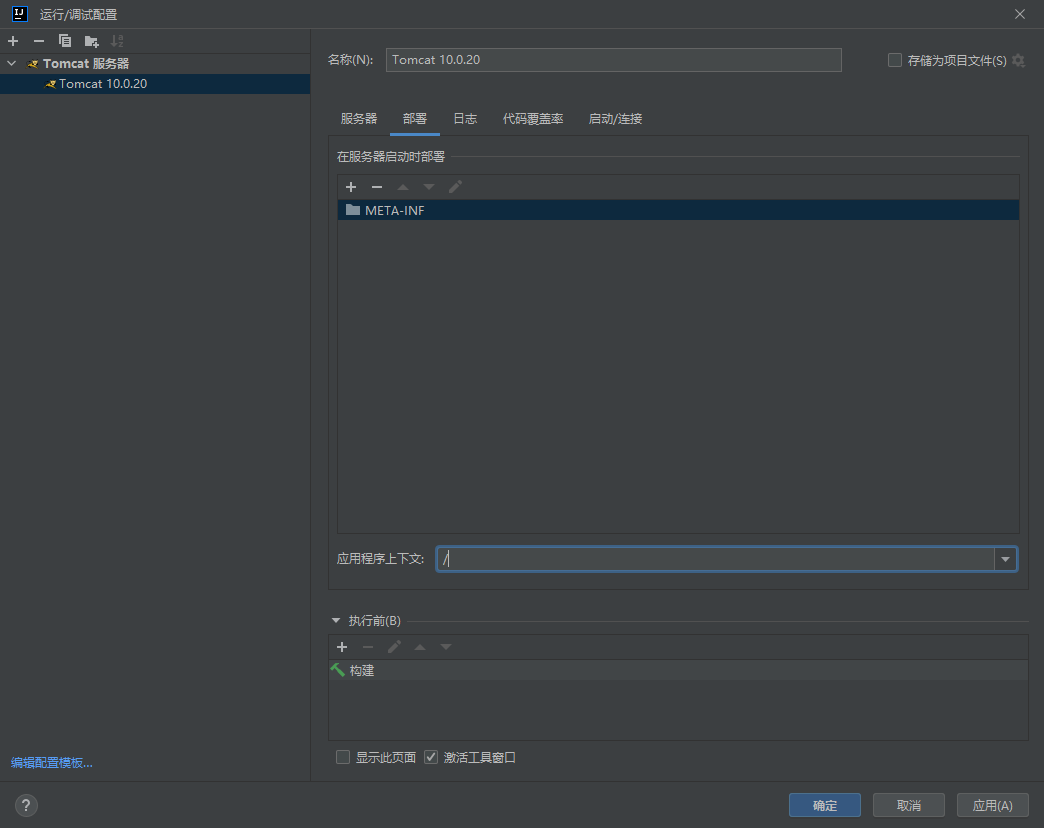 运行/调试配置
Tomcat 服务器
Tomcat 10.0.20
名称(N): Tomcat 10.0.20 存储为项目文件(S)
服务器 部署 日志 代码覆盖率 启动/连接
在服务器启动时部署
META-INF
应用程序上下文: /
执行前(B)
构建
显示此页面 激活工具窗口
编辑配置模板...
? 确定 取消 应用(A)